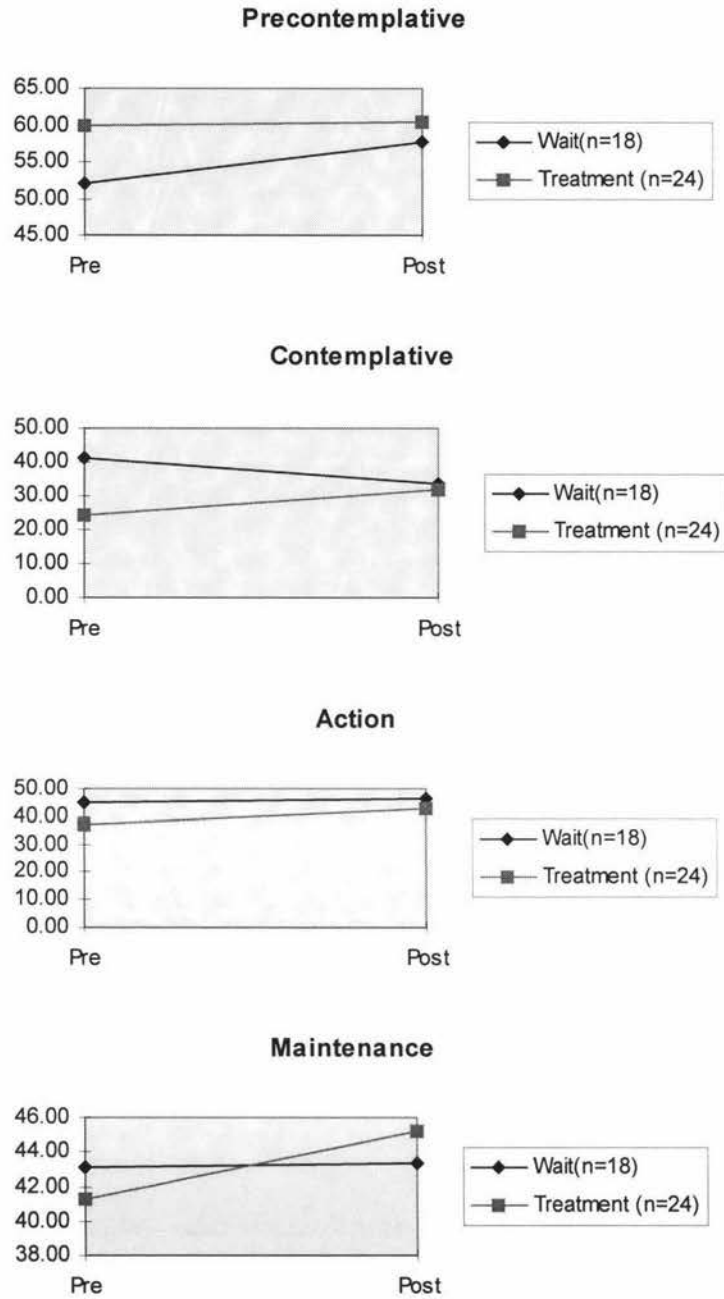 Precontemplative
65.00
60.00
55.00
50.00
45.00
Pre
Post
Wait(n=18)
Treatment (n=24)
Contemplative
50.00
40.00
30.00
20.00
10.00
0.00
Pre
Post
Wait(n=18)
Treatment (n=24)
Action
50.00
40.00
30.00
20.00
10.00
0.00
Pre
Post
Wait(n=18)
Treatment (n=24)
Maintenance
46.00
44.00
42.00
40.00
38.00
Pre
Post
Wait(n=18)
Treatment (n=24)